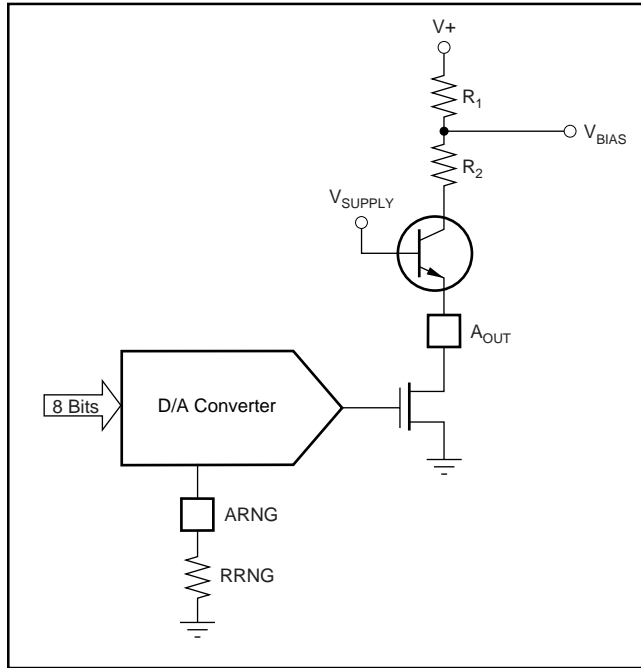 V+
R1
VBIAS
R2
VSUPPLY
AOUT
8 Bits
D/A Converter
ARNG
RRNG